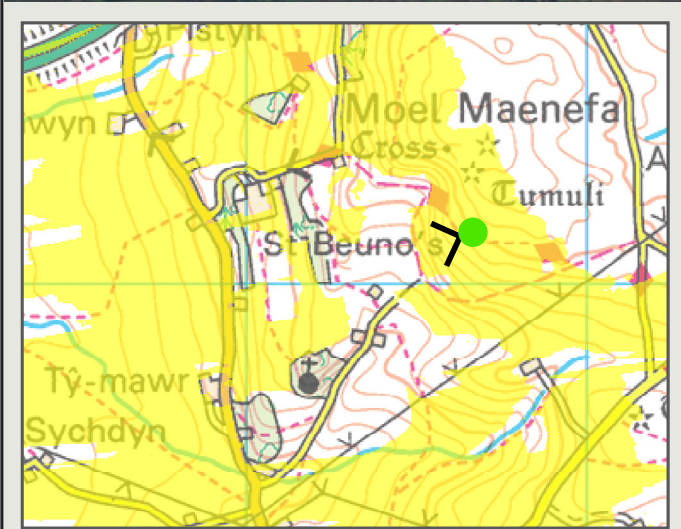 Pistyll
wyn
Moel Maenefa
Cross
A
Tumuli
St Beuno's
Tŷ-mawr
Sychdyn